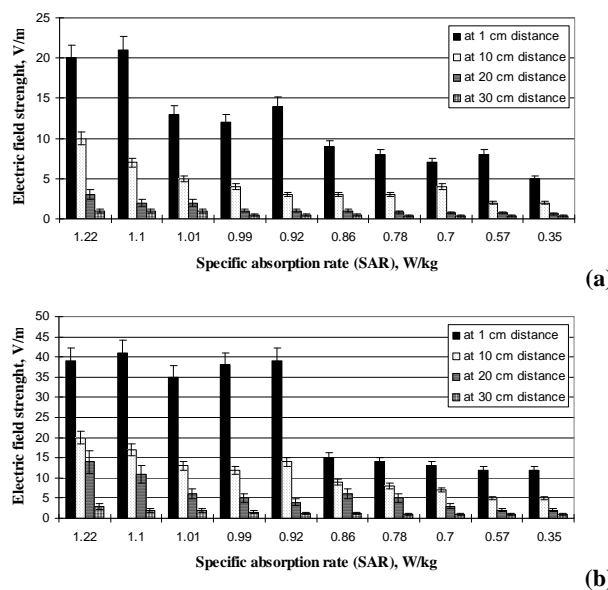 Electric field strenght, V/m
25
20
15
10
5
0
at 1 cm distance
at 10 cm distance
at 20 cm distance
at 30 cm distance
1.22 1.1 1.01 0.99 0.92 0.86 0.78 0.7 0.57 0.35
Specific absorption rate (SAR), W/kg
(a)
Electric field strenght, V/m
50
45
40
35
30
25
20
15
10
5
0
at 1 cm distance
at 10 cm distance
at 20 cm distance
at 30 cm distance
1.22 1.1 1.01 0.99 0.92 0.86 0.78 0.7 0.57 0.35
Specific absorption rate (SAR), W/kg
(b)